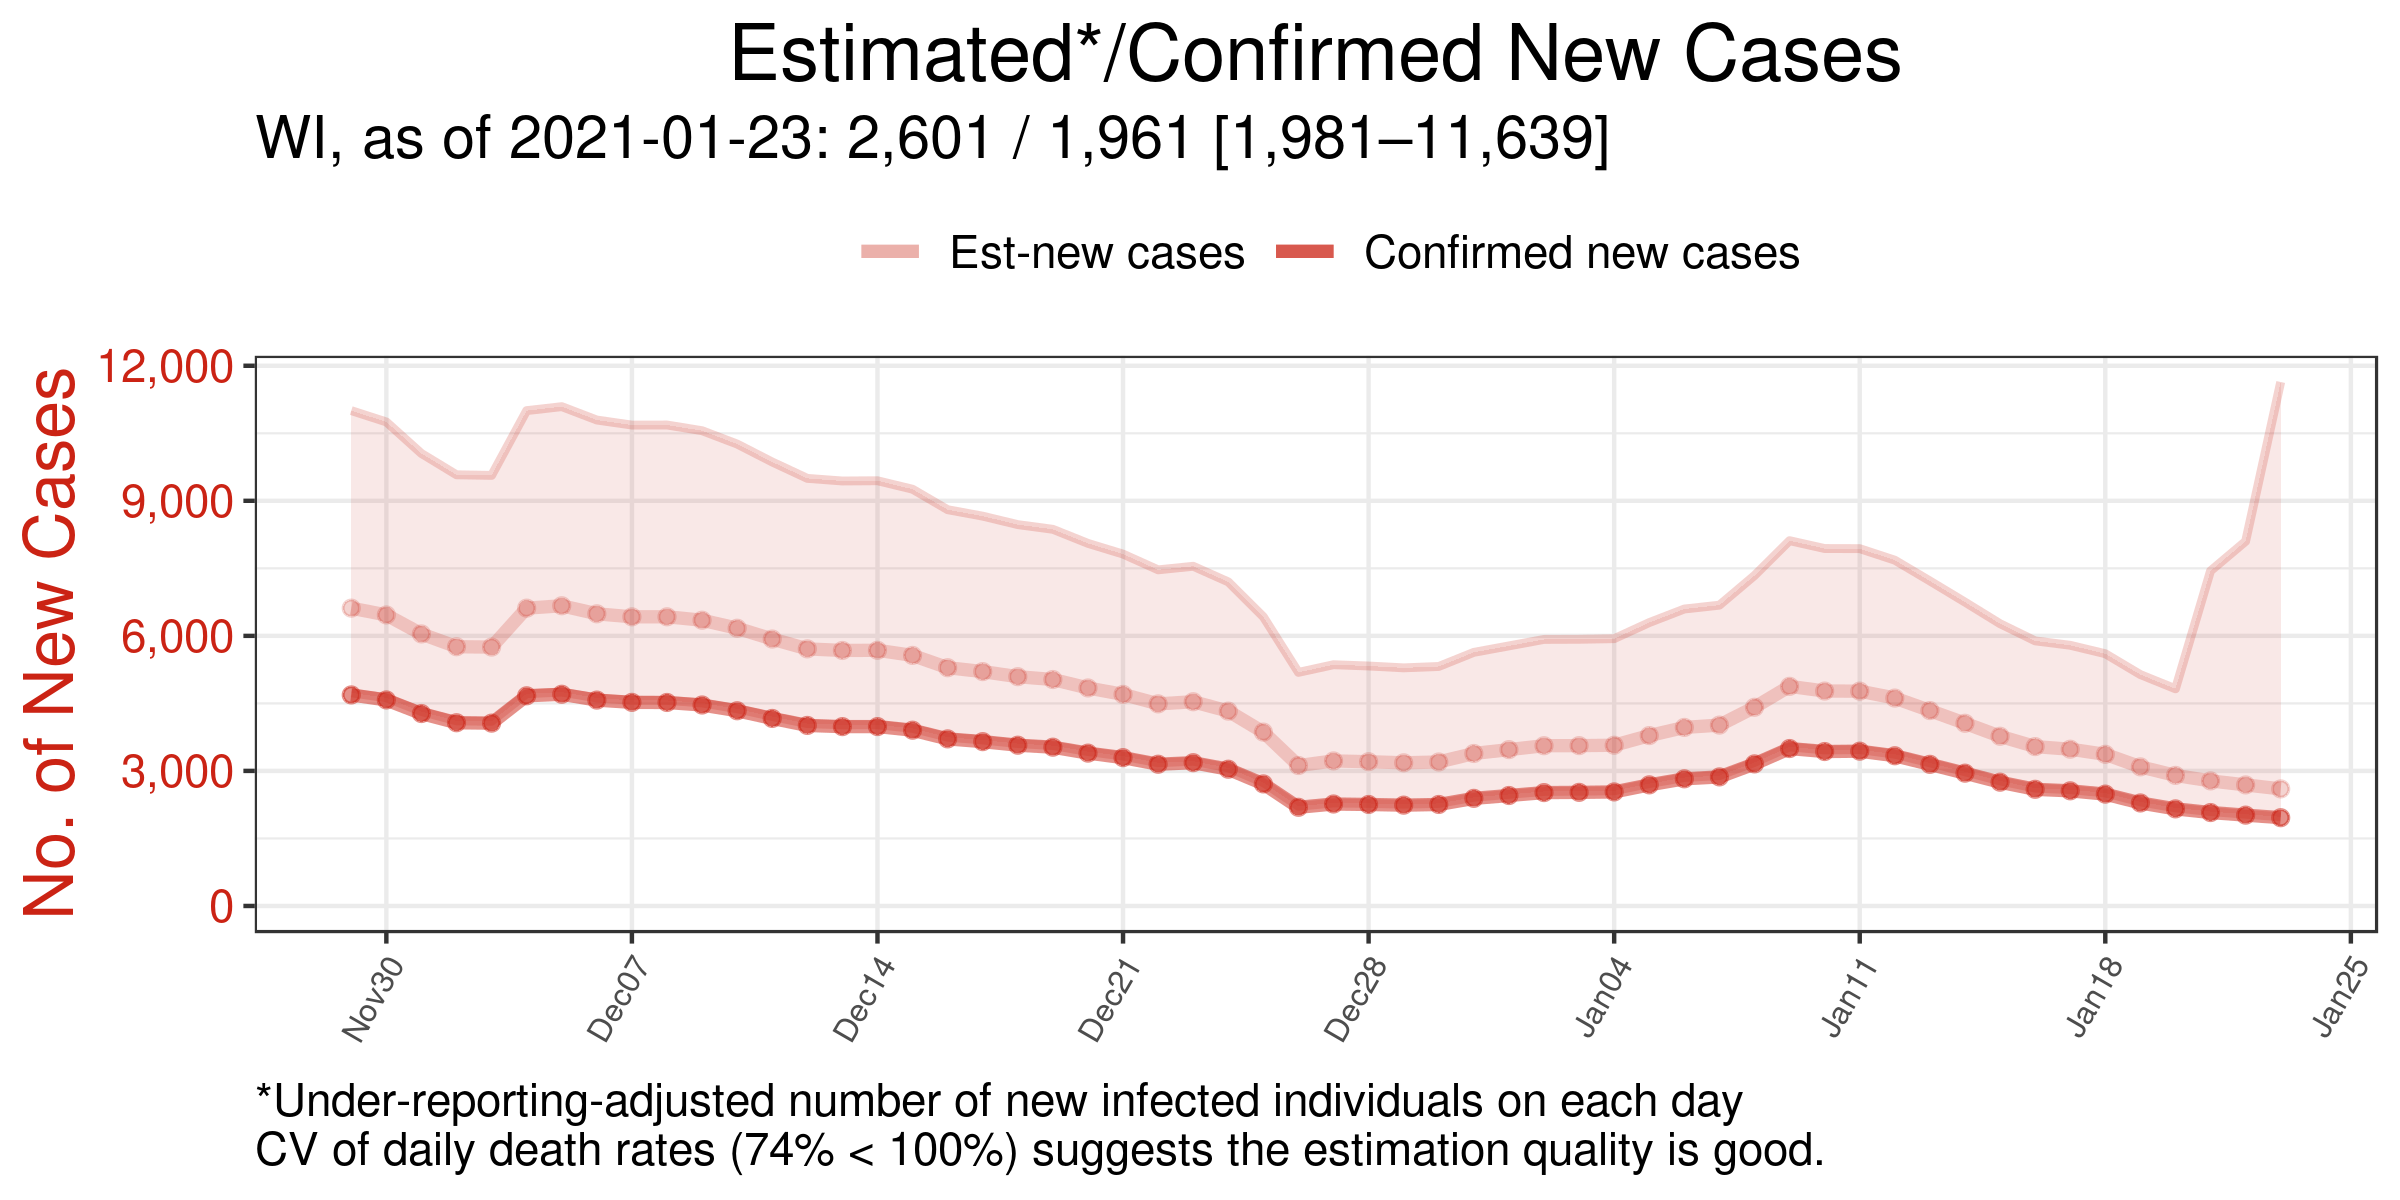 Estimated*/Confirmed New Cases
WI, as of 2021-01-23: 2,601 / 1,961 [1,981–11,639]
Est-new cases
Confirmed new cases
No. of New Cases
12,000
9,000
6,000
3,000
0
Nov30
Dec07
Dec14
Dec21
Dec28
Jan04
Jan11
Jan18
Jan25
*Under-reporting-adjusted number of new infected individuals on each day
CV of daily death rates (74% < 100%) suggests the estimation quality is good.